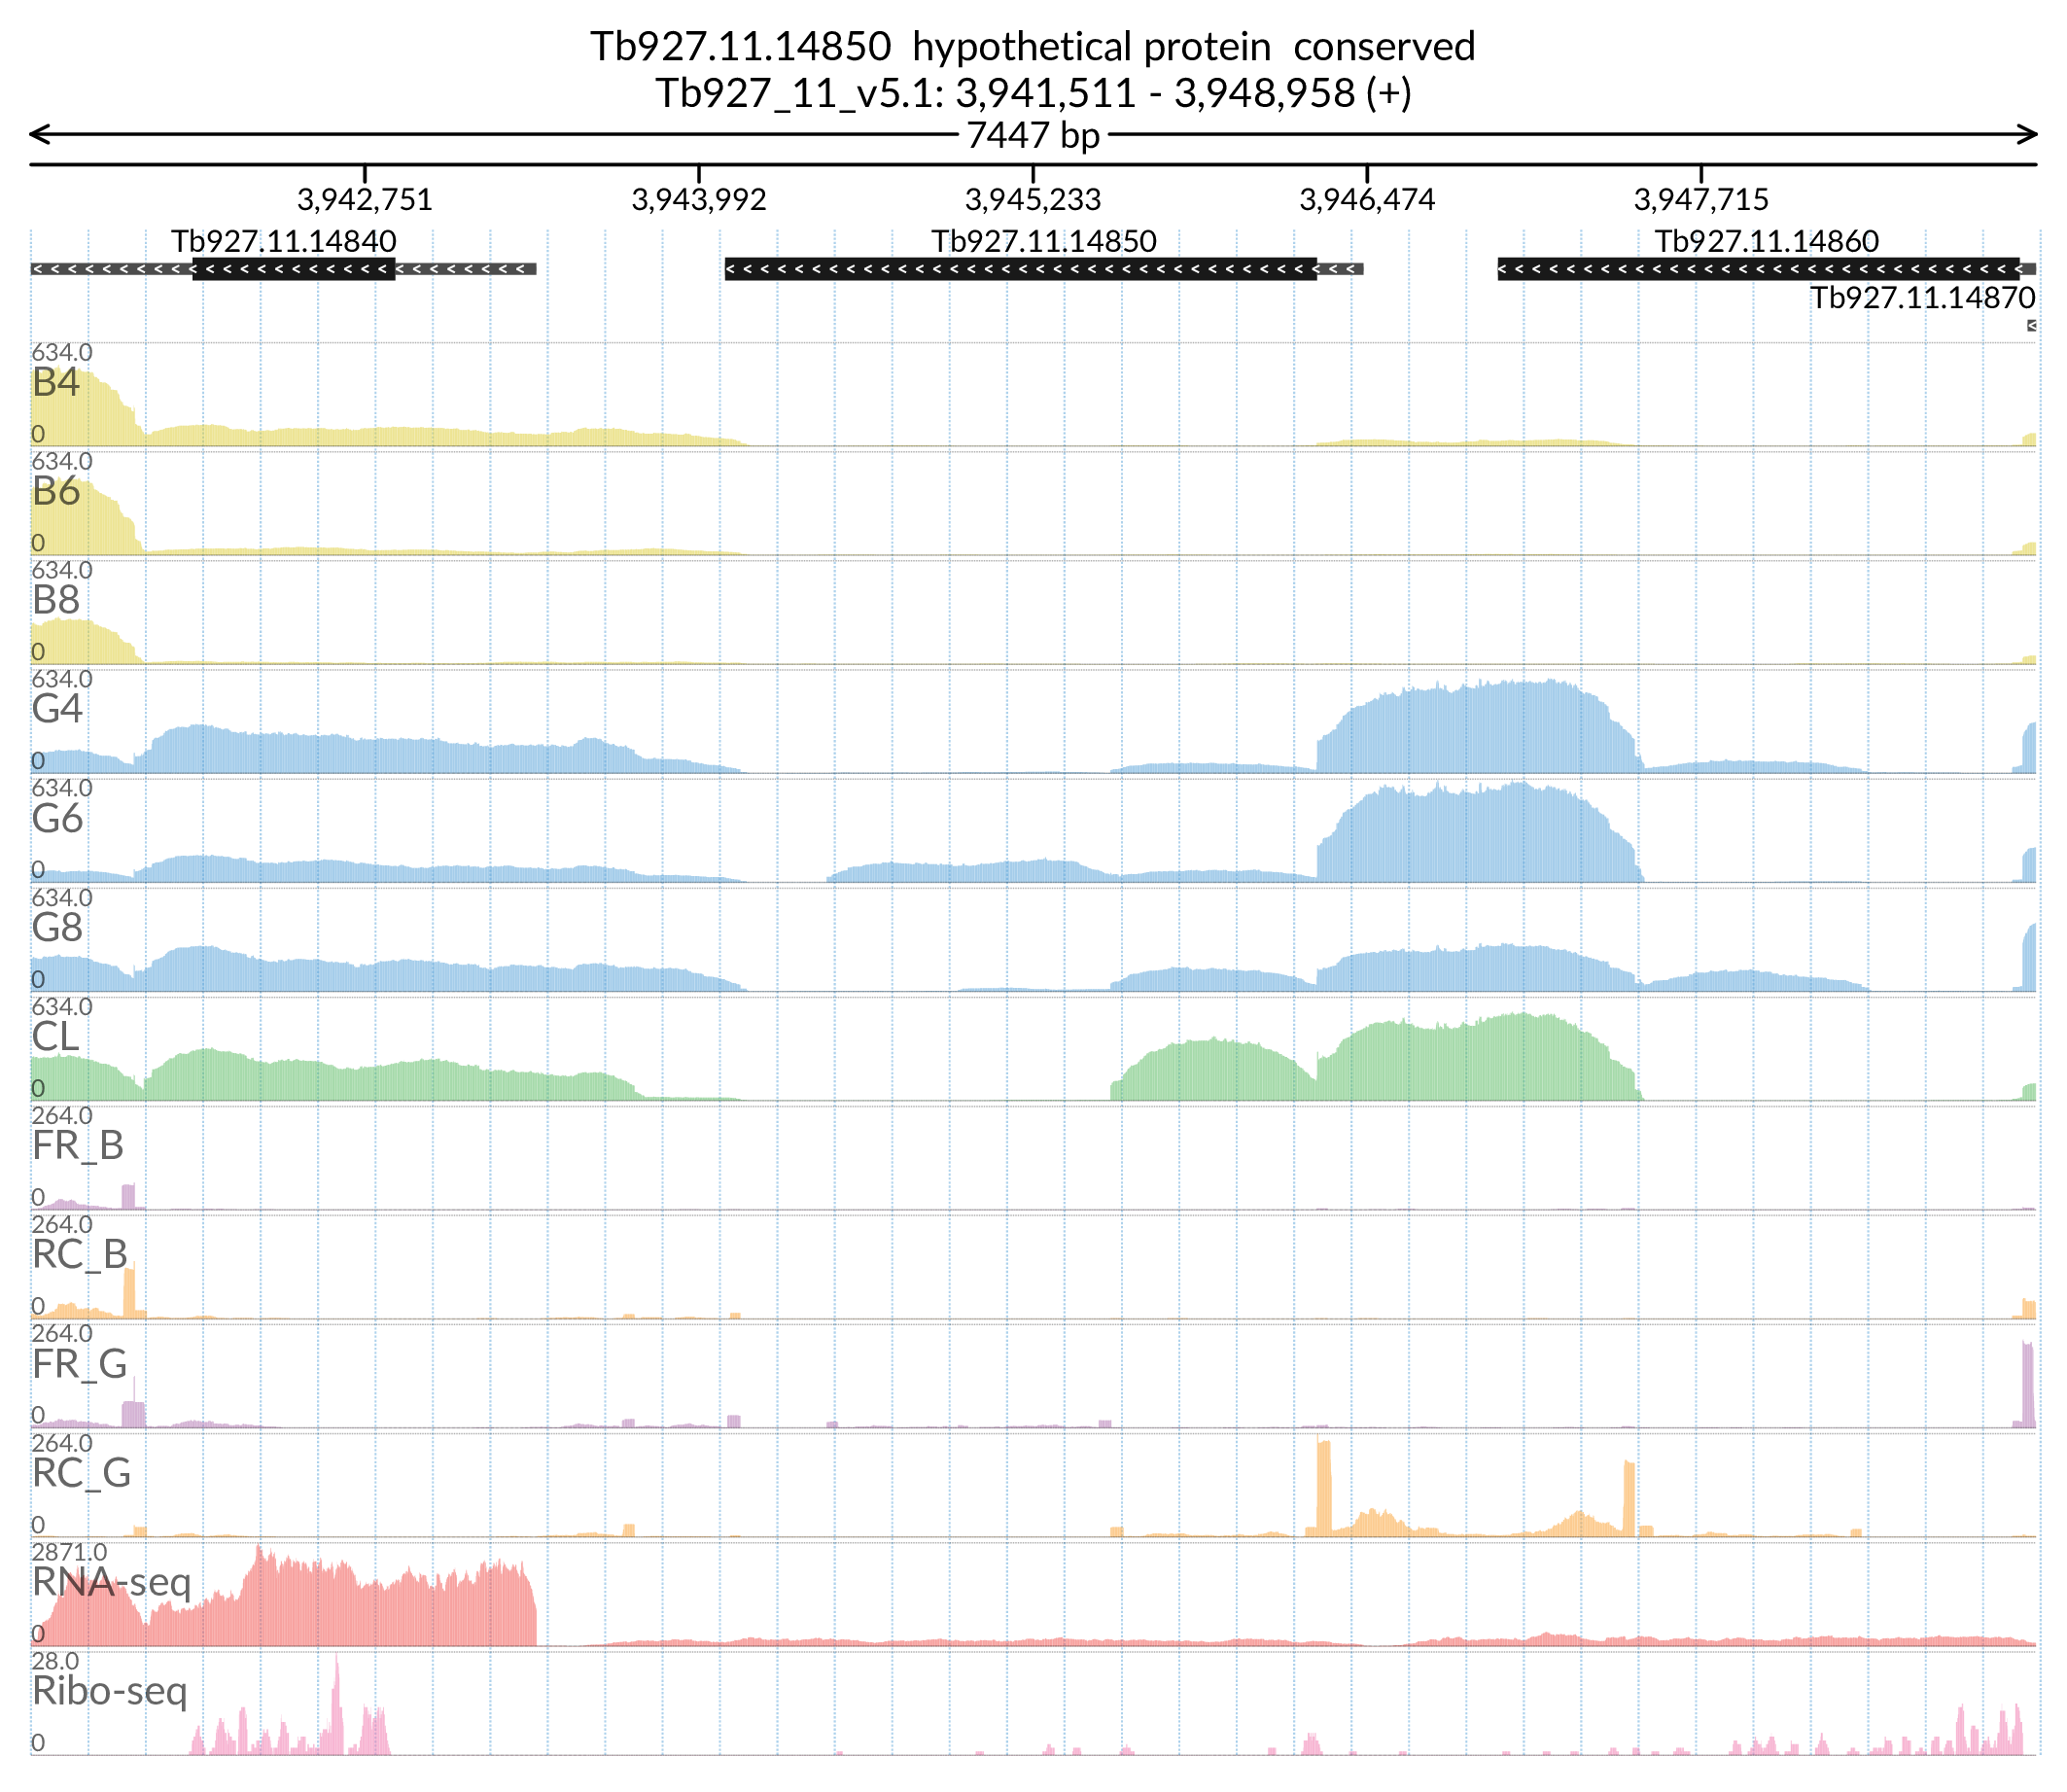 Tb927.11.14850  hypothetical protein  conserved
Tb927_11_v5.1: 3,941,511 - 3,948,958 (+)
7447 bp
3,942,751 3,943,992 3,945,233 3,946,474 3,947,715
Tb927.11.14840 Tb927.11.14850 Tb927.11.14860
Tb927.11.14870
634.0
B4
0
634.0
B6
0
634.0
B8
0
634.0
G4
0
634.0
G6
0
634.0
G8
0
634.0
CL
0
264.0
FR_B
0
264.0
RC_B
0
264.0
FR_G
0
264.0
RC_G
0
2871.0
RNA-seq
0
28.0
Ribo-seq
0